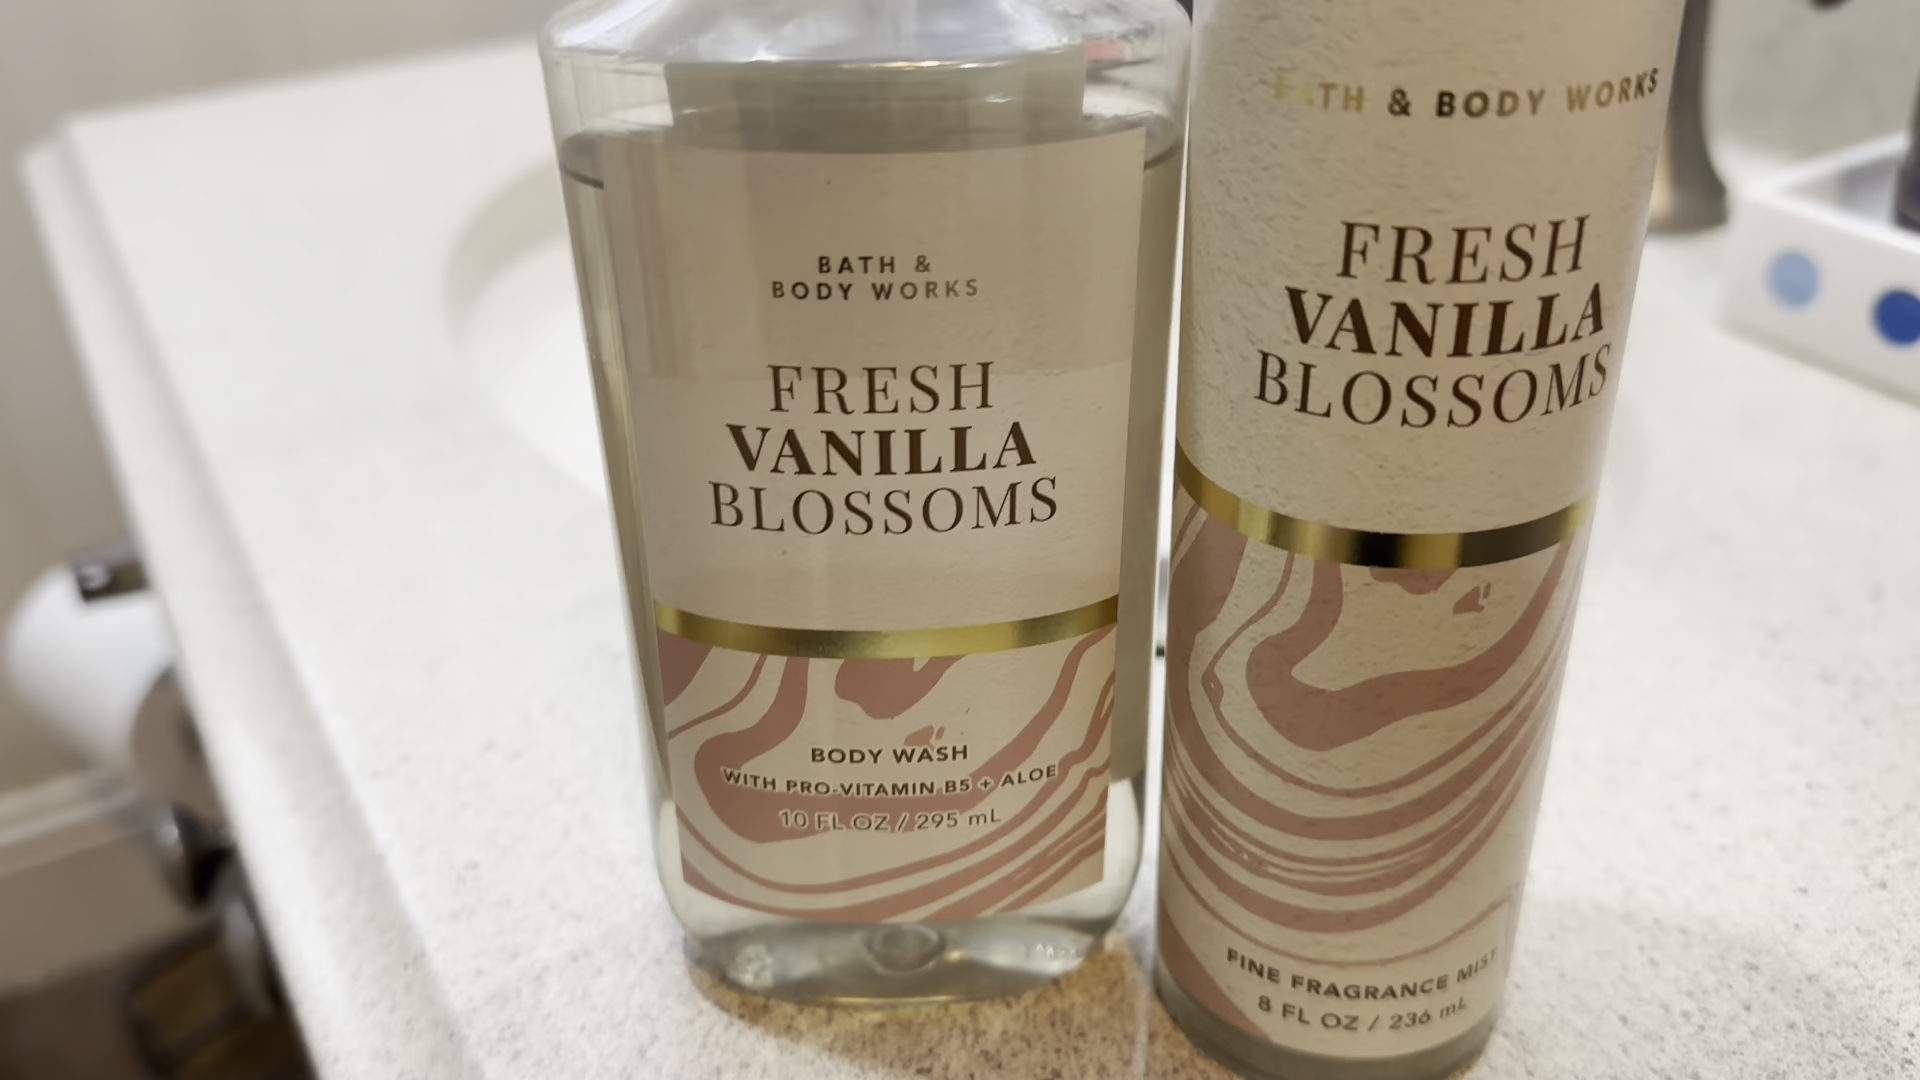 BATH &
BODY WORKS
FRESH
VANILLA
BLOSSOMS
BODY WASH
WITH PRO-VITAMIN B5 + ALOE
10 FL OZ / 295 mL
BATH & BODY WORKS
FRESH
VANILLA
BLOSSOMS
FINE FRAGRANCE MIST
8 FL OZ / 236 mL